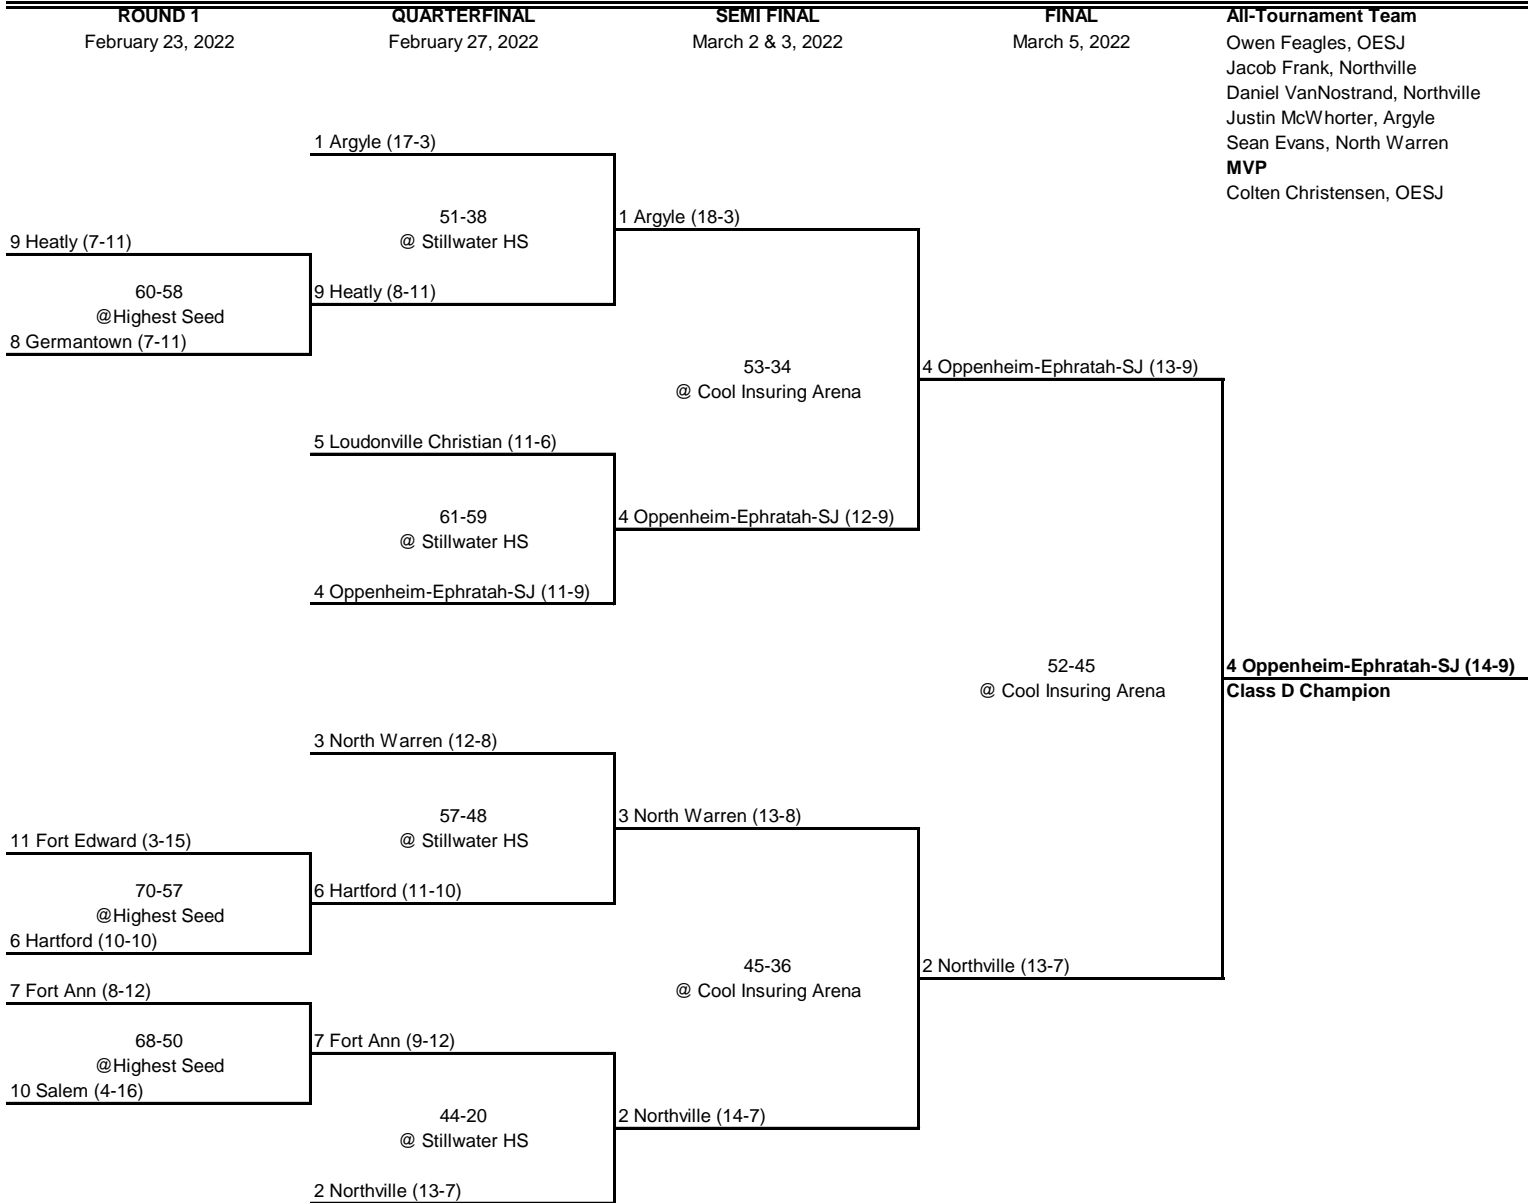 ROUND 1
February 23, 2022
QUARTERFINAL
February 27, 2022
SEMI FINAL
March 2 & 3, 2022
FINAL
March 5, 2022
All-Tournament Team
Owen Feagles, OESJ
Jacob Frank, Northville
Daniel VanNostrand, Northville
Justin McWhorter, Argyle
Sean Evans, North Warren
MVP
Colten Christensen, OESJ
9 Heatly (7-11)
60-58
@Highest Seed
8 Germantown (7-11)
11 Fort Edward (3-15)
70-57
@Highest Seed
6 Hartford (10-10)
7 Fort Ann (8-12)
68-50
@Highest Seed
10 Salem (4-16)
1 Argyle (17-3)
51-38
@ Stillwater HS
9 Heatly (8-11)
5 Loudonville Christian (11-6)
61-59
@ Stillwater HS
4 Oppenheim-Ephratah-SJ (11-9)
3 North Warren (12-8)
57-48
@ Stillwater HS
6 Hartford (11-10)
7 Fort Ann (9-12)
44-20
@ Stillwater HS
2 Northville (13-7)
1 Argyle (18-3)
53-34
@ Cool Insuring Arena
4 Oppenheim-Ephratah-SJ (12-9)
3 North Warren (13-8)
45-36
@ Cool Insuring Arena
2 Northville (14-7)
4 Oppenheim-Ephratah-SJ (13-9)
52-45
@ Cool Insuring Arena
2 Northville (13-7)
4 Oppenheim-Ephratah-SJ (14-9)
Class D Champion